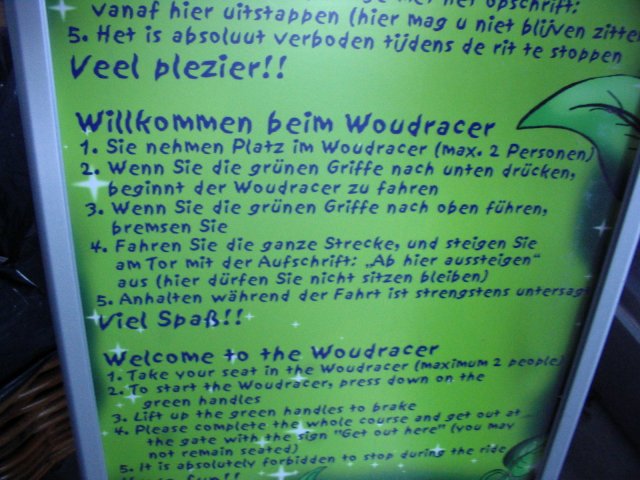 opschrift:
vanaf hier uitstappen (hier mag u niet blijven zitten
5. Het is absoluut verboden tijdens de rit te stoppen
Veel plezier!!
Willkommen beim Woudracer
1. Sie nehmen Platz im Woudracer (max. 2 Personen)
2. Wenn Sie die grünen Griffe nach unten drücken,
beginnt der Woudracer zu fahren
3. Wenn Sie die grünen Griffe nach oben führen,
bremsen Sie
4. Fahren Sie die ganze Strecke, und steigen Sie
am Tor mit der Aufschrift: „Ab hier aussteigen"
aus (hier dürfen Sie nicht sitzen bleiben)
5. Anhalten während der Fahrt ist strengstens untersag
Viel Spaß!!
Welcome to the Woudracer
1. Take your seat in the Woudracer (maximum 2 people)
2. To start the Woudracer, press down on the
green handles
3. Lift up the green handles to brake
4. Please complete the whole course and get out at
the gate with the sign "Get out here" (you may
not remain seated)
5. It is absolutely forbidden to stop during the ride
Have fun!!